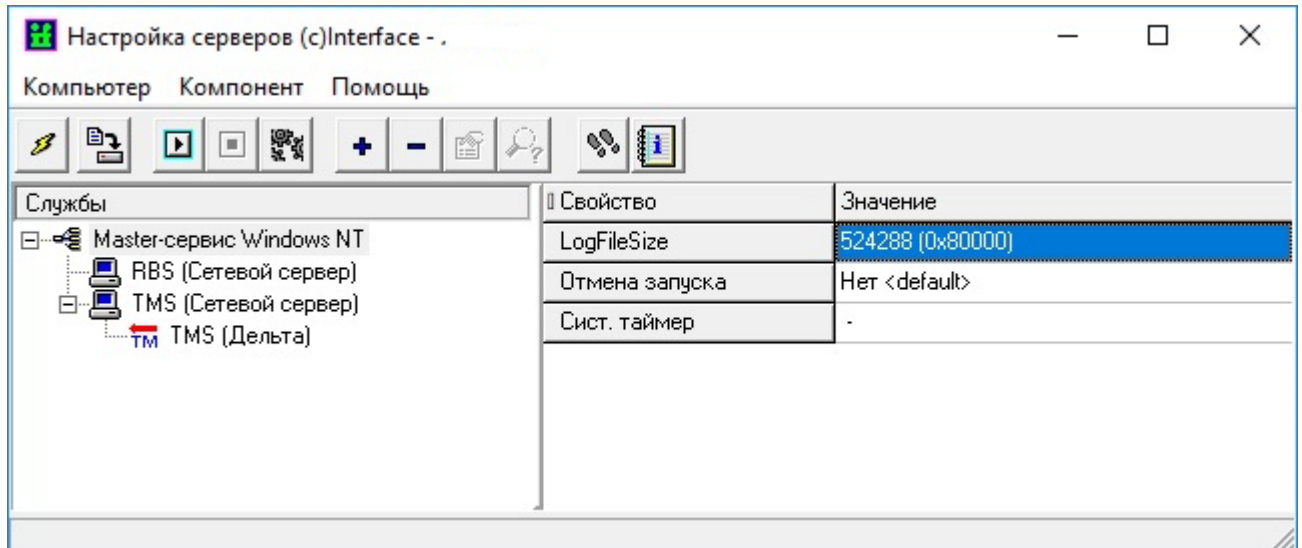 Настройка серверов (c)Interface - .
Компьютер Компонент Помощь
Службы
Master-сервис Windows NT
RBS (Сетевой сервер)
TMS (Сетевой сервер)
TM TMS (Дельта)
Свойство Значение
LogFileSize 524288 (0x80000)
Отмена запуска Нет <default>
Сист. таймер -